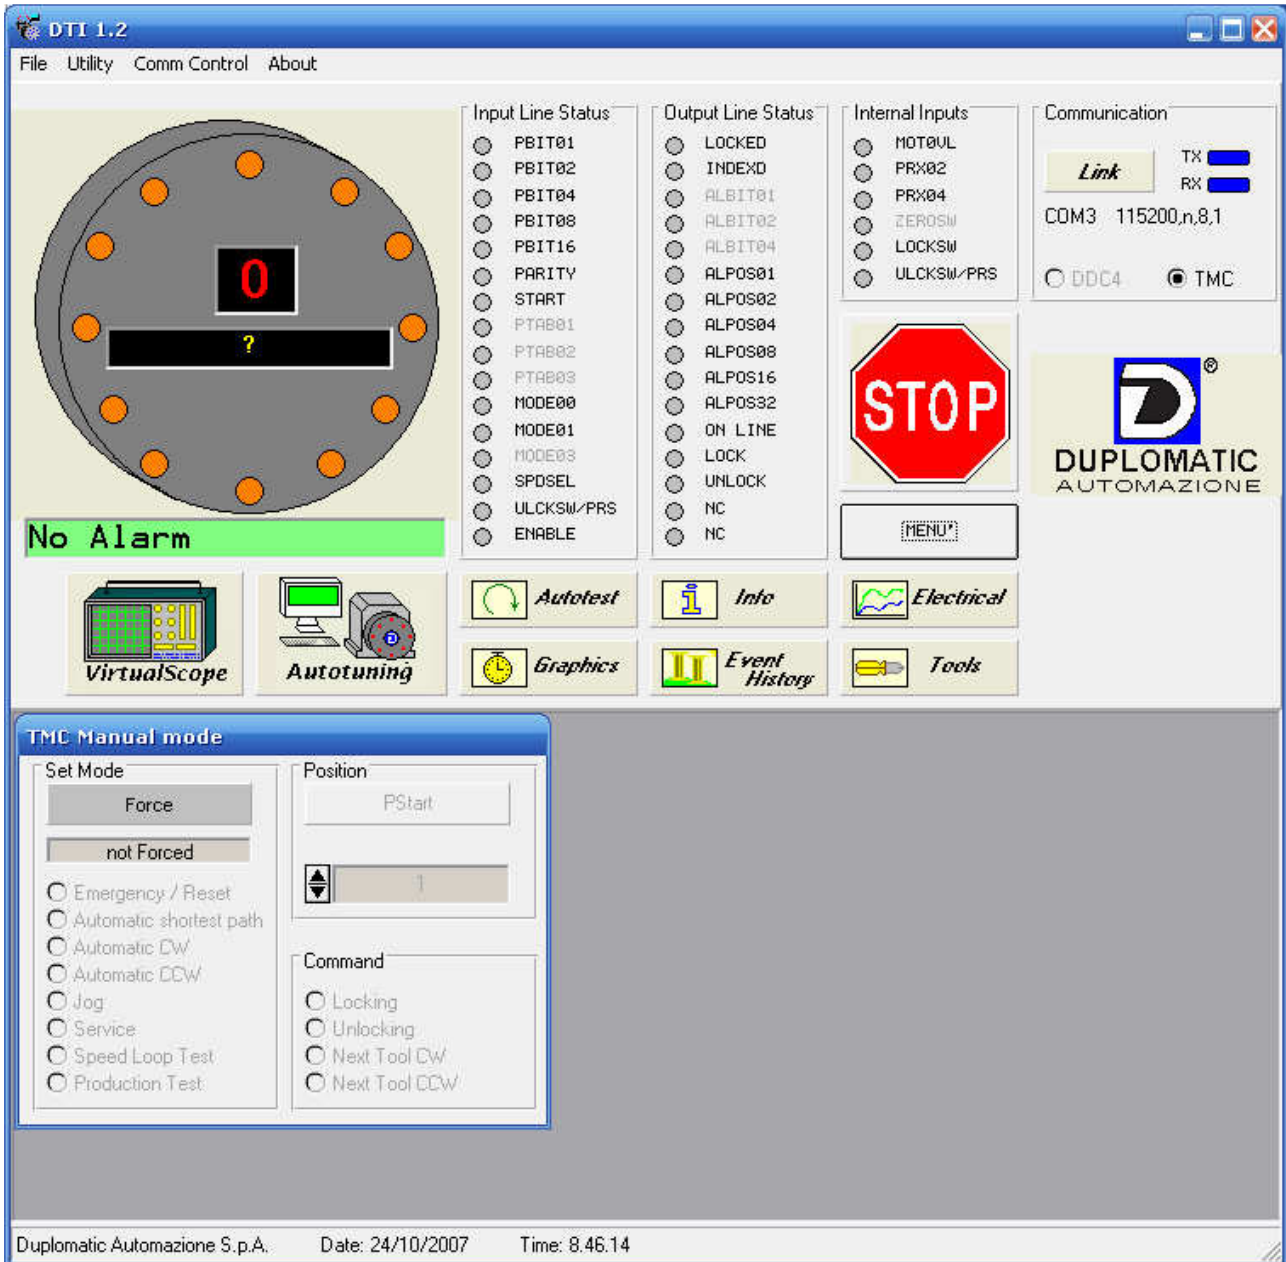 DTI 1.2
File Utility Comm Control About
0
?
No Alarm
Input Line Status
PBIT01
PBIT02
PBIT04
PBIT08
PBIT16
PARITY
START
PTAB01
PTAB02
PTAB03
MODE00
MODE01
MODE03
SPDSEL
ULCKSW/PRS
ENABLE
Output Line Status
LOCKED
INDEXD
ALBIT01
ALBIT02
ALBIT04
ALPOS01
ALPOS02
ALPOS04
ALPOS08
ALPOS16
ALPOS32
ON LINE
LOCK
UNLOCK
NC
NC
Internal Inputs
MOTOVL
PRX02
PRX04
ZEROSW
LOCKSW
ULCKSW/PRS
STOP
MENU'
Communication
Link
TX
RX
COM3 115200,n,8,1
DDC4 TMC
D ®
DUPLOMATIC
AUTOMAZIONE
VirtualScope
Autotuning
Autotest
Info
Electrical
Graphics
Event
History
Tools
TMC Manual mode
Set Mode
Force
not Forced
Emergency / Reset
Automatic shortest path
Automatic CW
Automatic CCW
Jog
Service
Speed Loop Test
Production Test
Position
PStart
1
Command
Locking
Unlocking
Next Tool CW
Next Tool CCW
Duplomatic Automazione S.p.A. Date: 24/10/2007 Time: 8.46.14